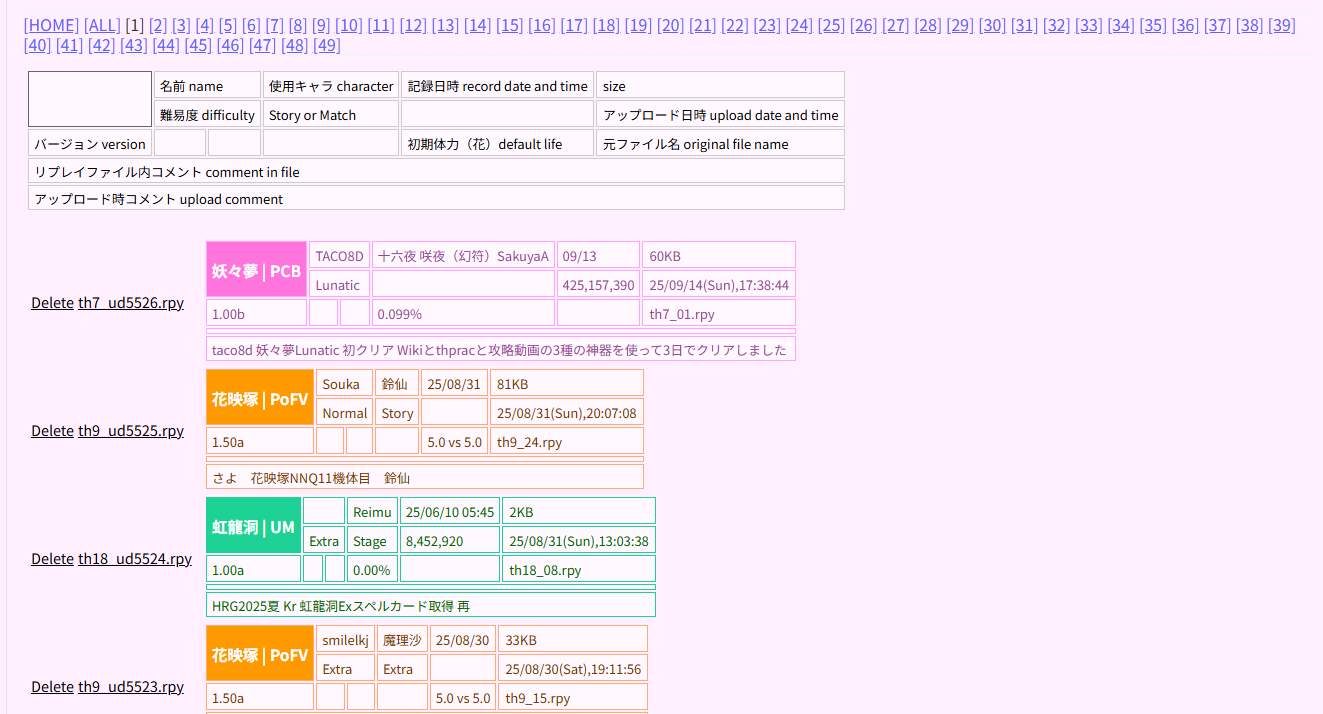 [HOME] [ALL] [1] [2] [3] [4] [5] [6] [7] [8] [9] [10] [11] [12] [13] [14] [15] [16] [17] [18] [19] [20] [21] [22] [23] [24] [25] [26] [27] [28] [29] [30] [31] [32] [33] [34] [35] [36] [37] [38] [39]
[40] [41] [42] [43] [44] [45] [46] [47] [48] [49]
名前 name 使用キャラ character 記録日時 record date and time size
難易度 difficulty Story or Match アップロード日時 upload date and time
バージョン version 初期体力（花）default life 元ファイル名 original file name
リプレイファイル内コメント comment in file
アップロード時コメント upload comment
Delete th7_ud5526.rpy
妖々夢 | PCB TACO8D 十六夜 咲夜（幻符）SakuyaA 09/13 60KB
Lunatic 425,157,390 25/09/14(Sun),17:38:44
1.00b 0.099% th7_01.rpy
taco8d 妖々夢Lunatic 初クリア Wikiとthpracと攻略動画の3種の神器を使って3日でクリアしました
Delete th9_ud5525.rpy
花映塚 | PoFV Souka 鈴仙 25/08/31 81KB
Normal Story 25/08/31(Sun),20:07:08
1.50a 5.0 vs 5.0 th9_24.rpy
さよ　花映塚NNQ11機体目　鈴仙
Delete th18_ud5524.rpy
虹龍洞 | UM Reimu 25/06/10 05:45 2KB
Extra Stage 8,452,920 25/08/31(Sun),13:03:38
1.00a 0.00% th18_08.rpy
HRG2025夏 Kr 虹龍洞Exスペルカード取得 再
Delete th9_ud5523.rpy
花映塚 | PoFV smilelkj 魔理沙 25/08/30 33KB
Extra Extra 25/08/30(Sat),19:11:56
1.50a 5.0 vs 5.0 th9_15.rpy